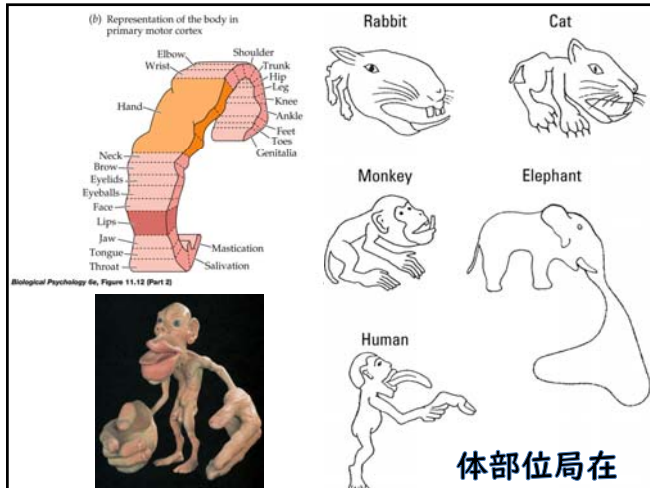 (b) Representation of the body in
primary motor cortex
Elbow
Wrist
Hand
Neck
Brow
Eyelids
Eyeballs
Face
Lips
Jaw
Tongue
Throat
Shoulder
Trunk
Hip
Leg
Knee
Ankle
Feet
Toes
Genitalia
Mastication
Salivation
Biological Psychology 6e, Figure 11.12 (Part 2)
Rabbit
Cat
Monkey
Elephant
Human
体部位局在